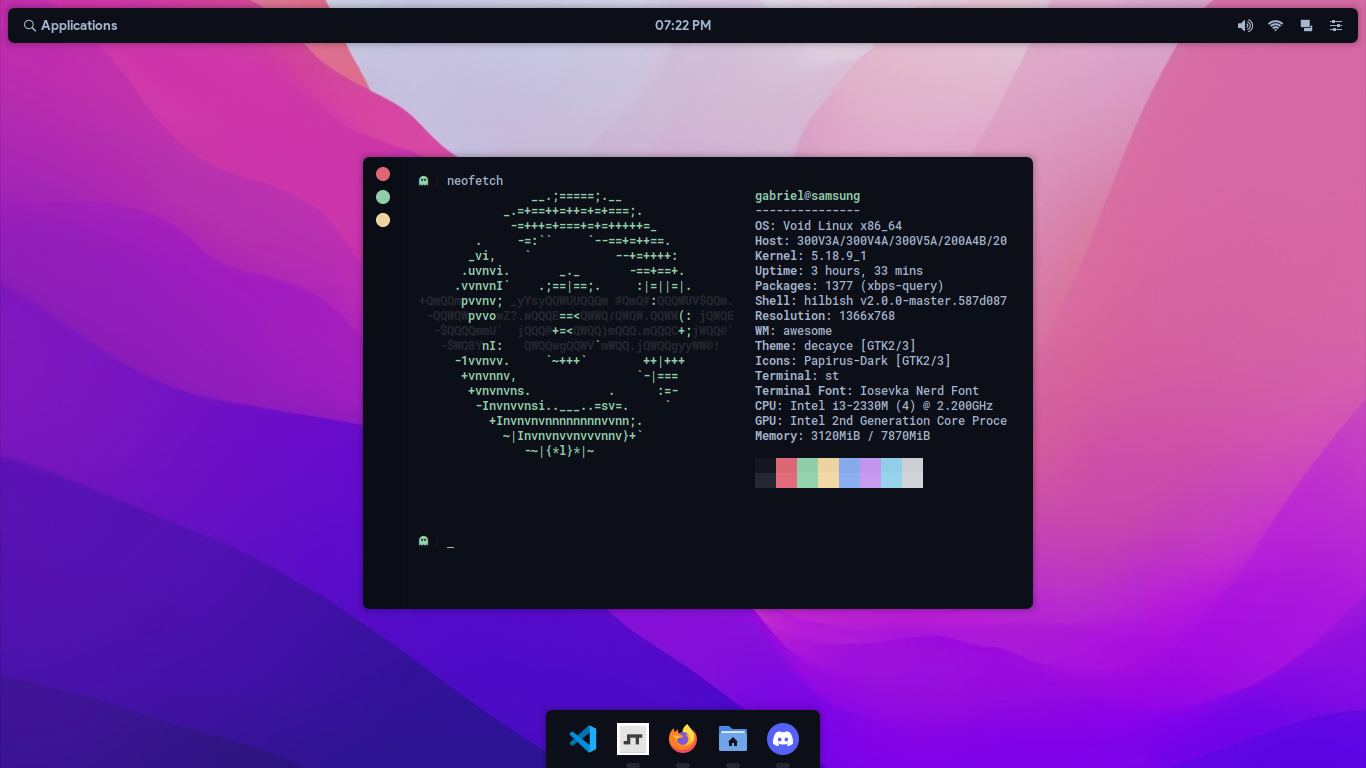 Applications
07:22 PM
neofetch
gabriel@samsung
---------------
OS: Void Linux x86_64
Host: 300V3A/300V4A/300V5A/200A4B/20
Kernel: 5.18.9_1
Uptime: 3 hours, 33 mins
Packages: 1377 (xbps-query)
Shell: hilbish v2.0.0-master.587d087
Resolution: 1366x768
WM: awesome
Theme: decayce [GTK2/3]
Icons: Papirus-Dark [GTK2/3]
Terminal: st
Terminal Font: Iosevka Nerd Font
CPU: Intel i3-2330M (4) @ 2.200GHz
GPU: Intel 2nd Generation Core Proce
Memory: 3120MiB / 7870MiB